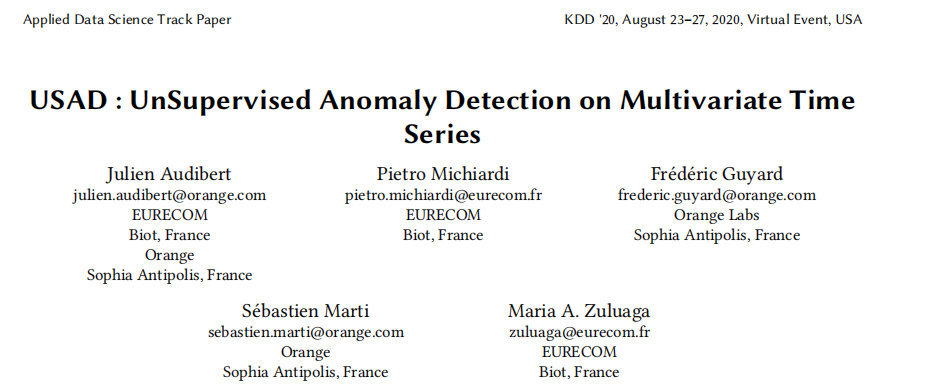 Applied Data Science Track Paper
KDD '20, August 23–27, 2020, Virtual Event, USA
USAD : UnSupervised Anomaly Detection on Multivariate Time
Series
Julien Audibert
julien.audibert@orange.com
EURECOM
Biot, France
Orange
Sophia Antipolis, France
Pietro Michiardi
pietro.michiardi@eurecom.fr
EURECOM
Biot, France
Frédéric Guyard
frederic.guyard@orange.com
Orange Labs
Sophia Antipolis, France
Sébastien Marti
sebastien.marti@orange.com
Orange
Sophia Antipolis, France
Maria A. Zuluaga
zuluaga@eurecom.fr
EURECOM
Biot, France